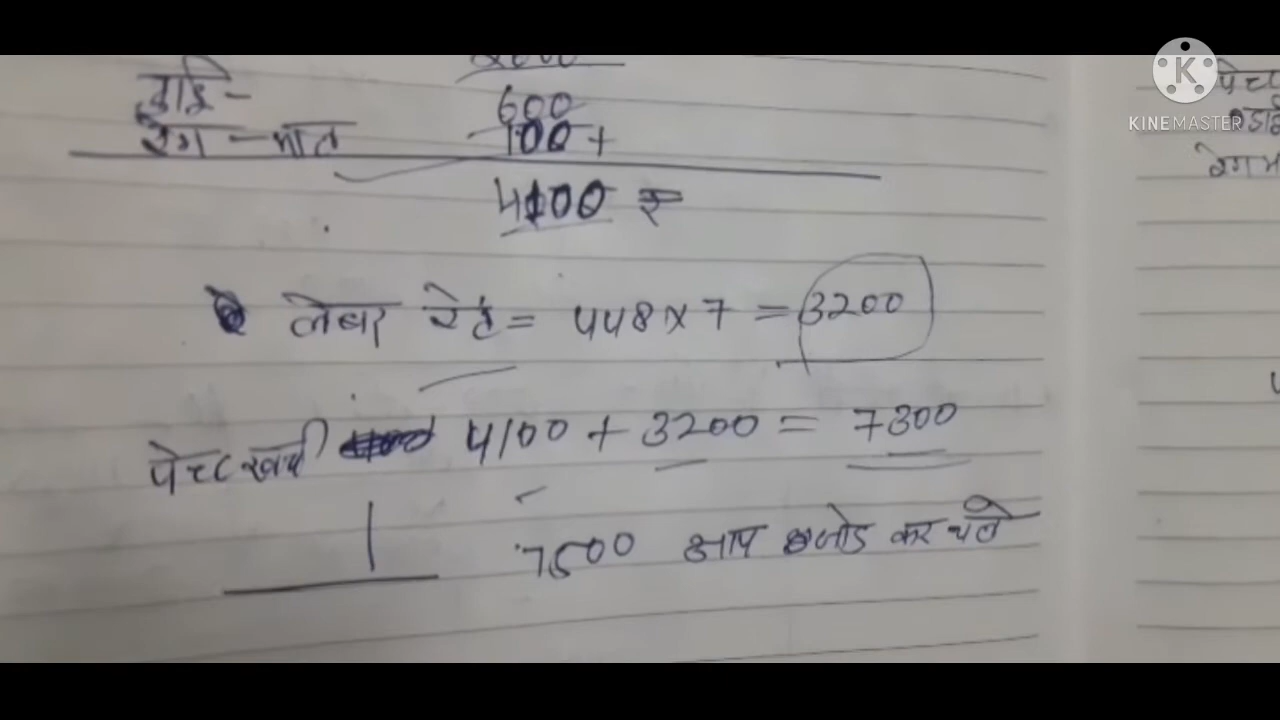 600
रेग - माल 100 +
4100 ₹
लेबर रेट = 448 x 7 = 3200
पेन्ट खर्चा 4100 + 3200 = 7300
7500 आप जोड कर चले
KINEMASTER
पेन्ट